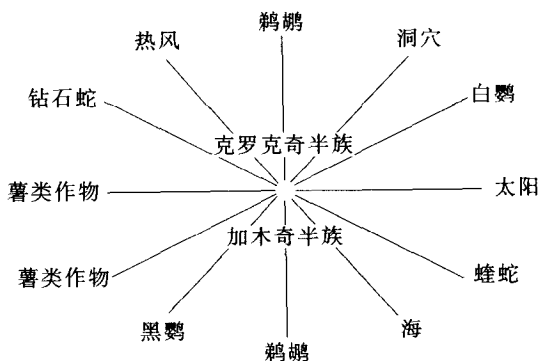 鹈鹕
热风
洞穴
钻石蛇
白鹦
克罗克奇半族
薯类作物
太阳
加木奇半族
薯类作物
蝰蛇
黑鹦
海
鹈鹕